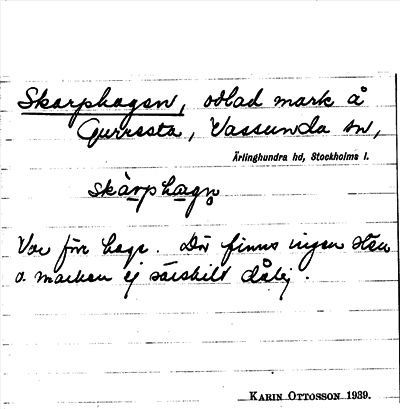 Skarphagen, odlad mark å
Gurresta, Vassunda sn,
Ärlinghundra hd, Stockholms l.
skàrphagn̥
Var förr hage. Där finns ingen sten
o. marken ej särskilt dålig.
KARIN OTTOSSON 1939.